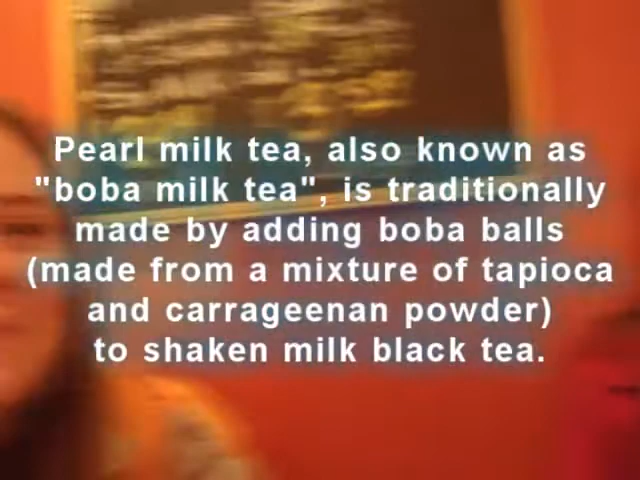 Pearl milk tea, also known as
"boba milk tea", is traditionally
made by adding boba balls
(made from a mixture of tapioca
and carrageenan powder)
to shaken milk black tea.